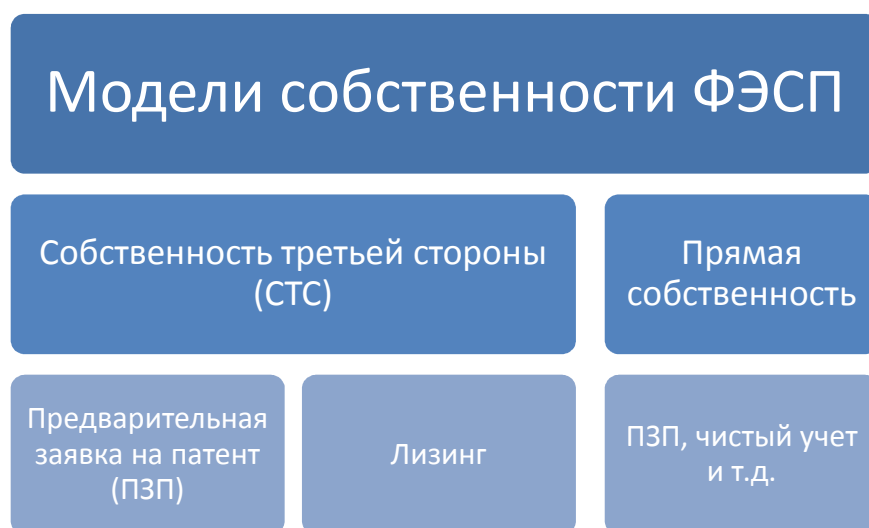 Модели собственности ФЭСП
Собственность третьей стороны
(СТС)
Прямая
собственность
Предварительная
заявка на патент
(ПЗП)
Лизинг
ПЗП, чистый учет
и т.д.